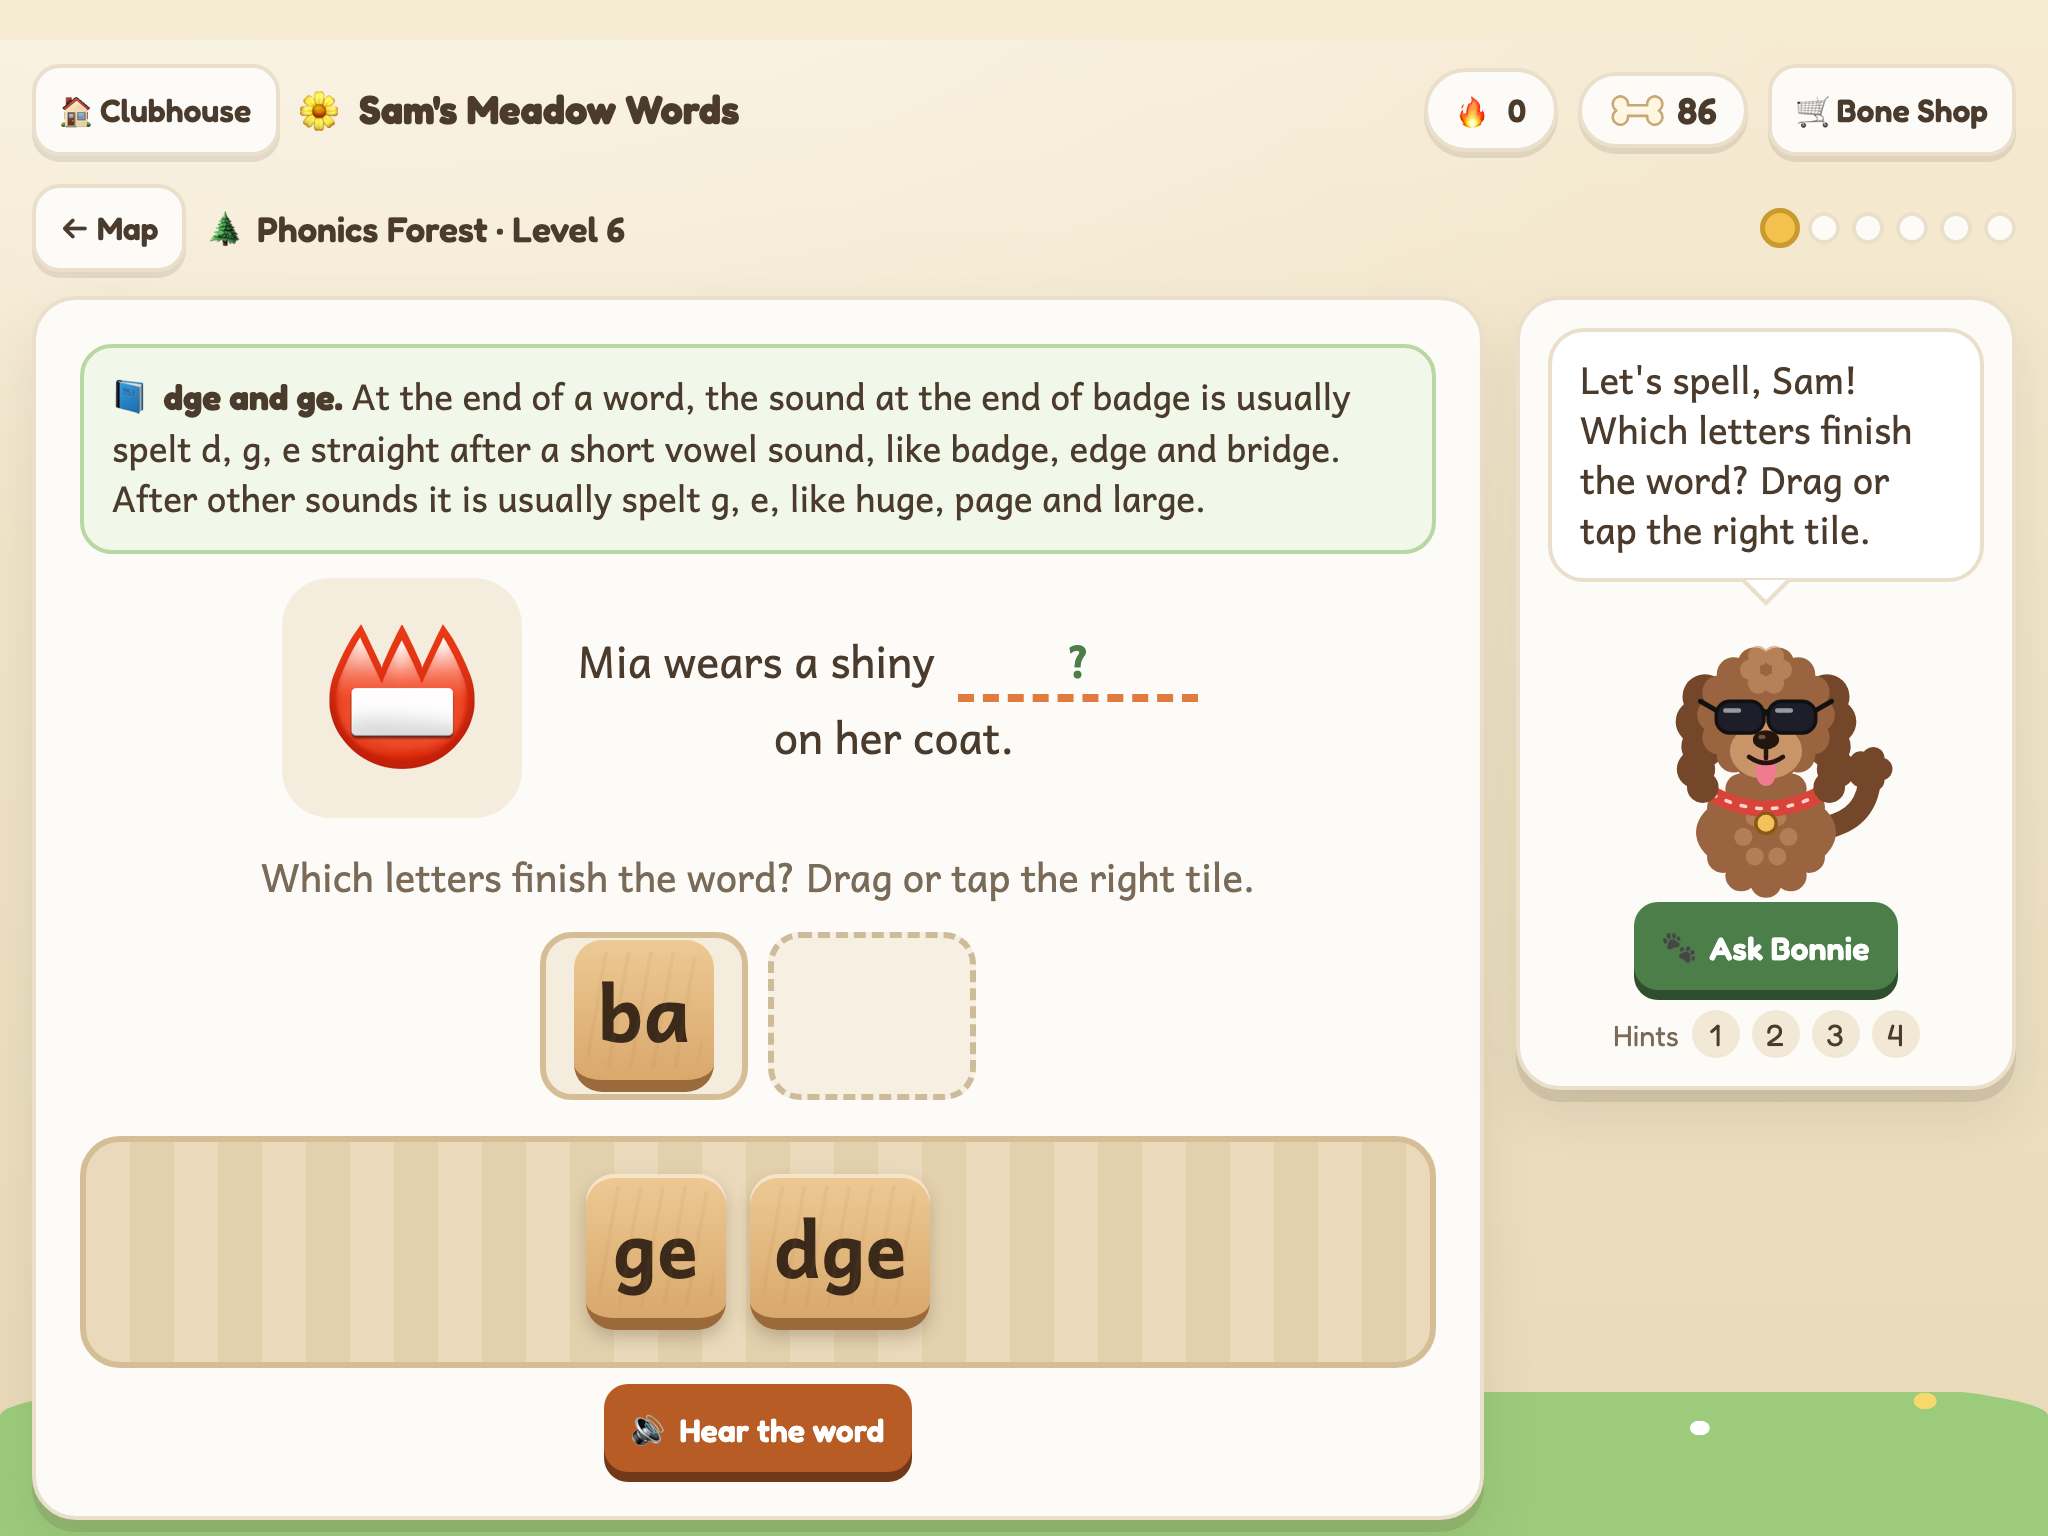 Clubhouse
Sam's Meadow Words
0
86
Bone Shop
← Map
Phonics Forest · Level 6
dge and ge. At the end of a word, the sound at the end of badge is usually
spelt d, g, e straight after a short vowel sound, like badge, edge and bridge.
After other sounds it is usually spelt g, e, like huge, page and large.
Mia wears a shiny ?
on her coat.
Which letters finish the word? Drag or tap the right tile.
ba
ge dge
Hear the word
Let's spell, Sam!
Which letters finish
the word? Drag or
tap the right tile.
Ask Bonnie
Hints 1 2 3 4